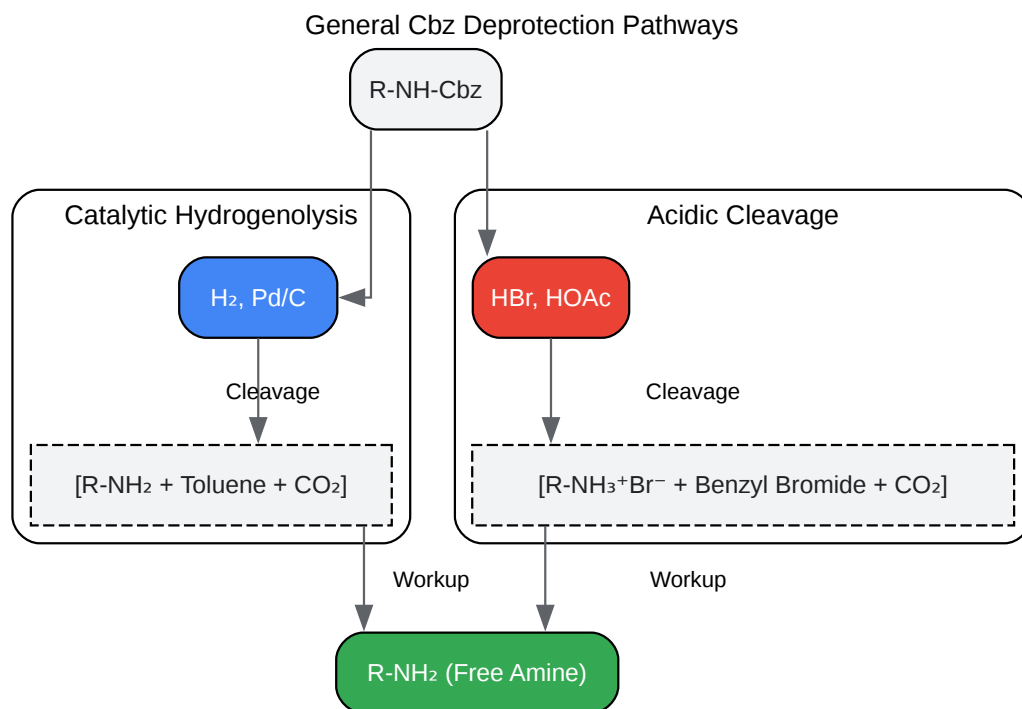 General Cbz Deprotection Pathways
R-NH-Cbz
Catalytic Hydrogenolysis
Acidic Cleavage
H₂, Pd/C
HBr, HOAc
Cleavage
Cleavage
[R-NH₂ + Toluene + CO₂]
[R-NH₃⁺Br⁻ + Benzyl Bromide + CO₂]
Workup
Workup
R-NH₂ (Free Amine)